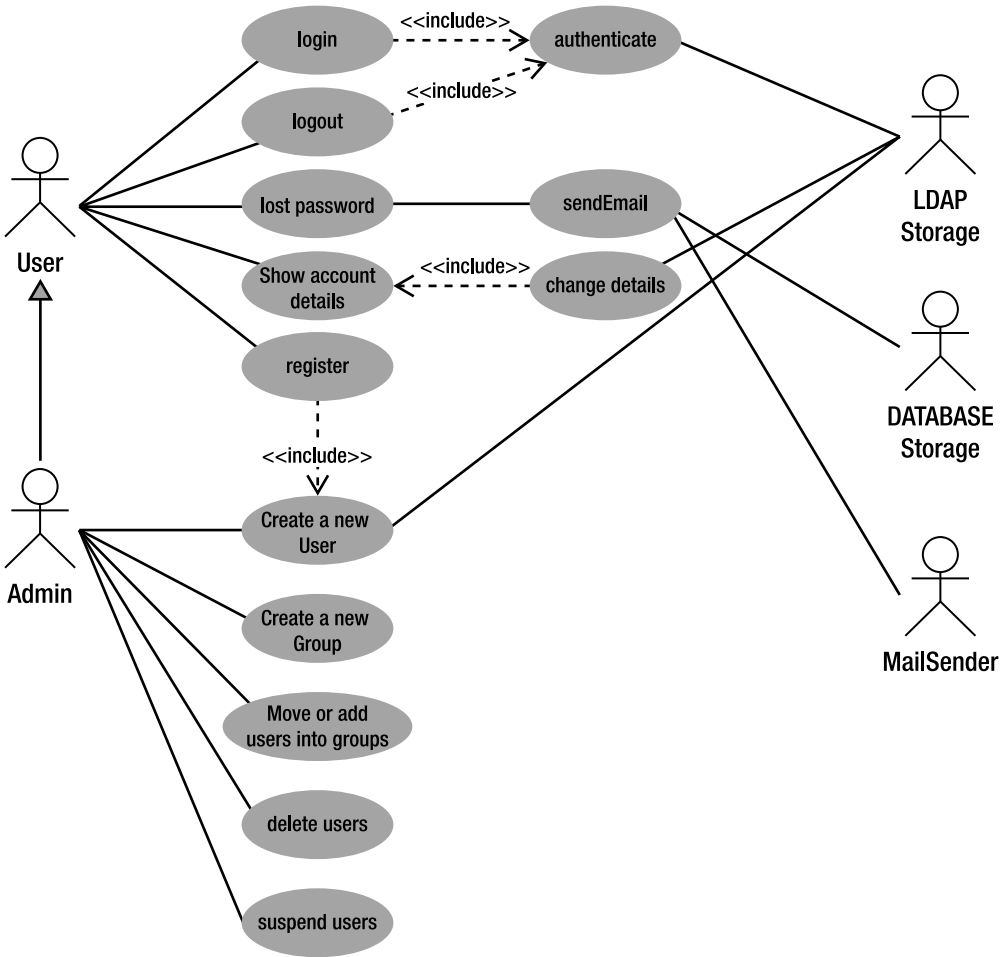 <<include>>
login
authenticate
<<include>>
logout
lost password
sendEmail
LDAP
Storage
User
<<include>>
Show account
details
change details
register
DATABASE
Storage
<<include>>
Create a new
User
Admin
Create a new
Group
MailSender
Move or add
users into groups
delete users
suspend users